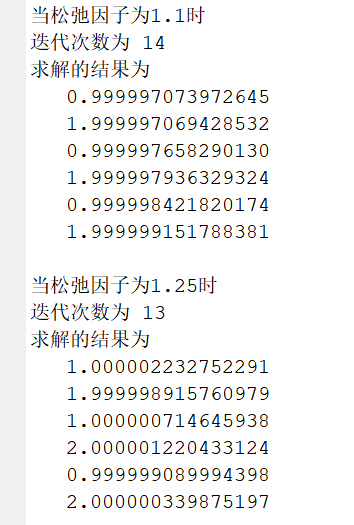 当松弛因子为1.1时
迭代次数为 14
求解的结果为
0.999997073972645
1.999997069428532
0.999997658290130
1.999997936329324
0.999998421820174
1.999999151788381
当松弛因子为1.25时
迭代次数为 13
求解的结果为
1.000002232752291
1.999998915760979
1.000000714645938
2.000001220433124
0.999999089994398
2.000000339875197